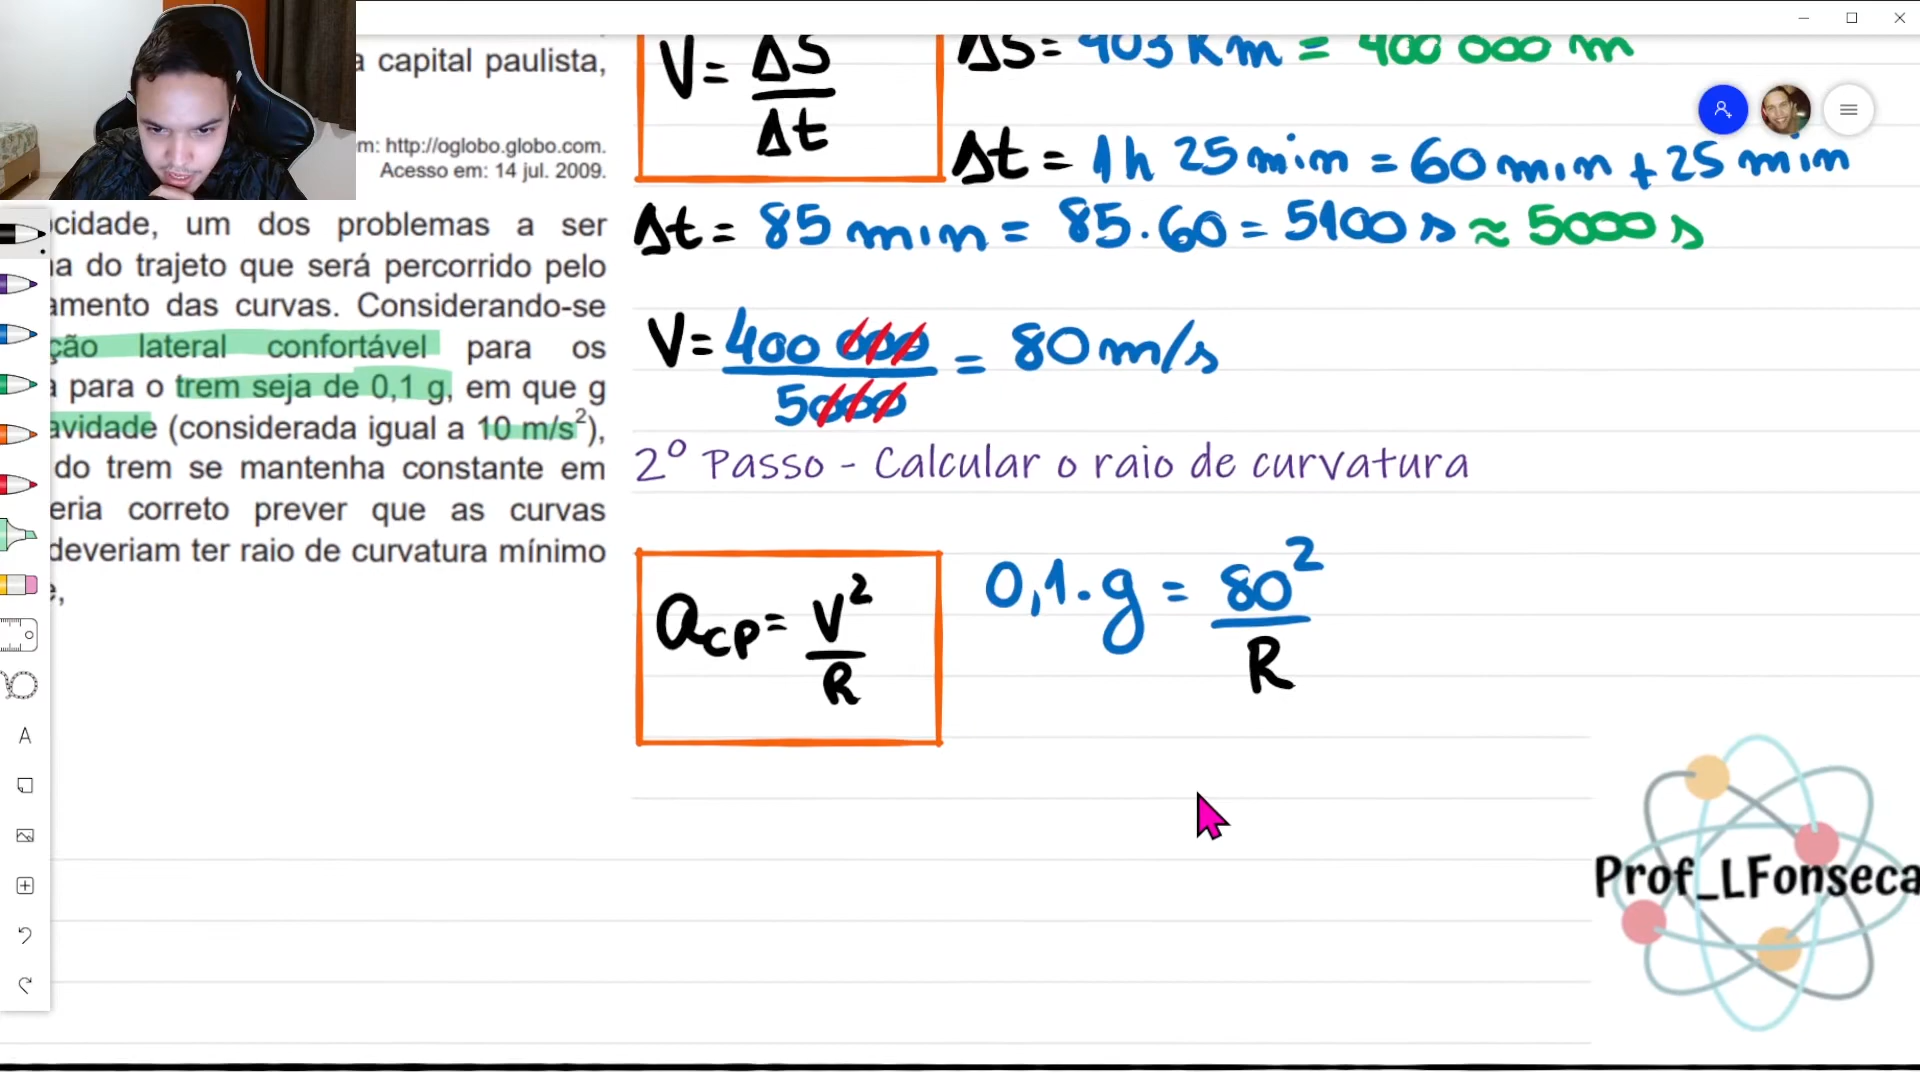 a capital paulista,
m: http://oglobo.globo.com.
Acesso em: 14 jul. 2009.
ocidade, um dos problemas a ser
a do trajeto que será percorrido pelo
amento das curvas. Considerando-se
ção lateral confortável para os
a para o trem seja de 0,1 g, em que g
avidade (considerada igual a 10 m/s²),
do trem se mantenha constante em
eria correto prever que as curvas
deveriam ter raio de curvatura mínimo
e,
V = ΔS / Δt
ΔS = 403 Km = 400 000 m
Δt = 1h 25 min = 60 min + 25 min
Δt = 85 min = 85.60 = 5100 s ≈ 5000 s
V = 400 000 / 5000 = 80 m/s
2º Passo - Calcular o raio de curvatura
acp = V² / R
0,1.g = 80² / R
A
Prof_LFonseca